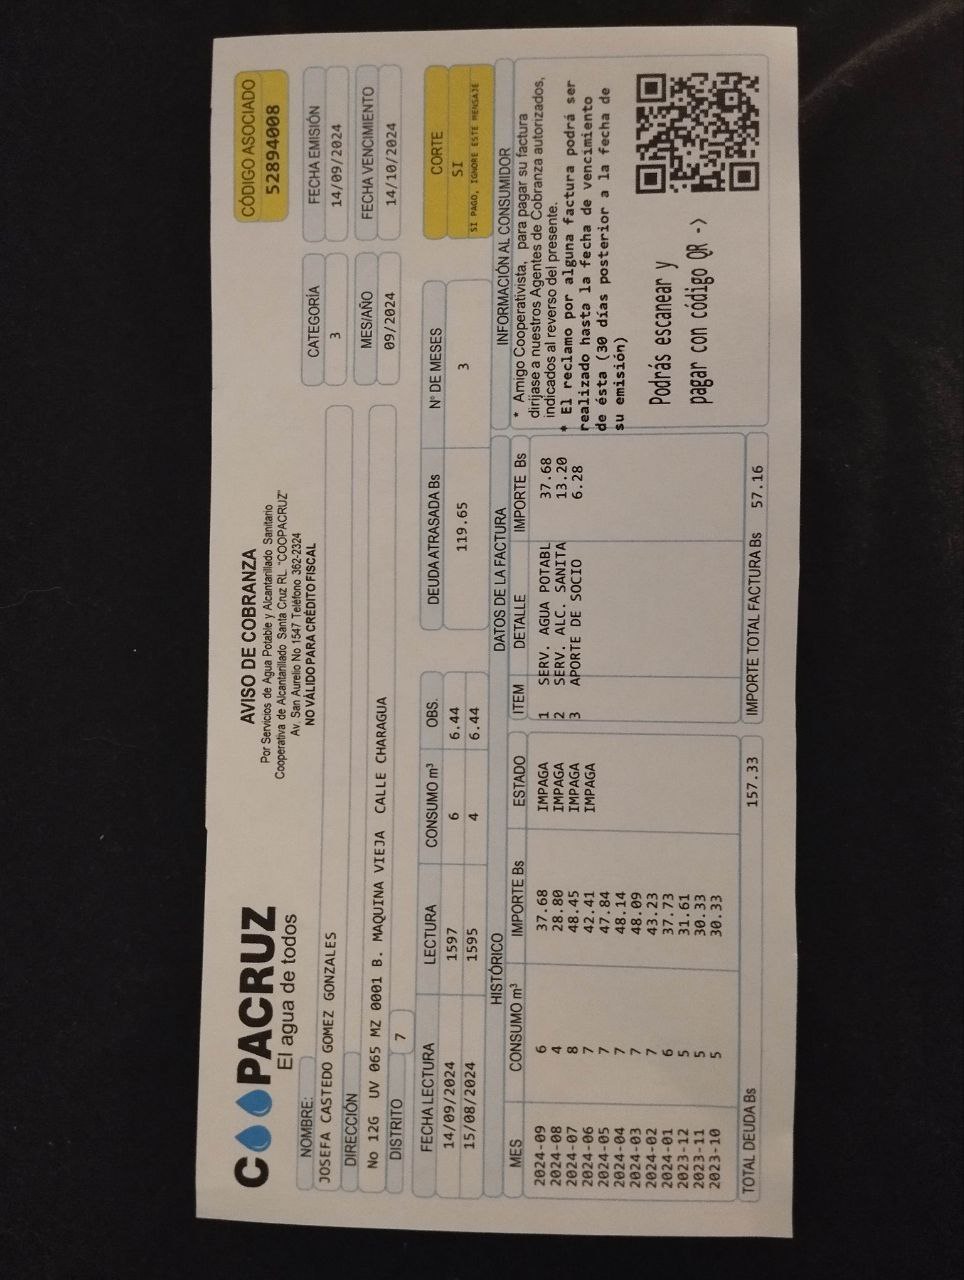 COOPACRUZ
El agua de todos
AVISO DE COBRANZA
Por Servicios de Agua Potable y Alcantarillado Sanitario
Cooperativa de Alcantarillado Santa Cruz RL. "COOPACRUZ"
Av. San Aurelio No 1547 Teléfono 362-2324
NO VÁLIDO PARA CRÉDITO FISCAL
CÓDIGO ASOCIADO
52894008
NOMBRE:
JOSEFA CASTEDO GOMEZ GONZALES
CATEGORÍA
3
FECHA EMISIÓN
14/09/2024
DIRECCIÓN
No 12G UV 065 MZ 0001 B. MAQUINA VIEJA CALLE CHARAGUA
MES/AÑO
09/2024
FECHA VENCIMIENTO
14/10/2024
DISTRITO
7
FECHA LECTURA LECTURA CONSUMO m³ OBS.
14/09/2024 1597 6 6.44
15/08/2024 1595 4 6.44
DEUDA ATRASADA Bs Nº DE MESES
119.65 3
CORTE
SI
SI PAGO, IGNORE ESTE MENSAJE
HISTÓRICO
MES CONSUMO m³ IMPORTE Bs ESTADO
2024-09 6 37.68 IMPAGA
2024-08 4 28.80 IMPAGA
2024-07 8 48.45 IMPAGA
2024-06 7 42.41 IMPAGA
2024-05 7 47.84
2024-04 7 48.14
2024-03 7 48.09
2024-02 7 43.23
2024-01 6 37.73
2023-12 5 31.61
2023-11 5 30.33
2023-10 5 30.33
TOTAL DEUDA Bs 157.33
DATOS DE LA FACTURA
ITEM DETALLE IMPORTE Bs
1 SERV. AGUA POTABL 37.68
2 SERV. ALC. SANITA 13.20
3 APORTE DE SOCIO 6.28
IMPORTE TOTAL FACTURA Bs 57.16
INFORMACIÓN AL CONSUMIDOR
* Amigo Cooperativista, para pagar su factura
diríjase a nuestros Agentes de Cobranza autorizados,
indicados al reverso del presente.
* El reclamo por alguna factura podrá ser
realizado hasta la fecha de vencimiento
de ésta (30 días posterior a la fecha de
su emisión)
Podrás escanear y
pagar con código QR ->